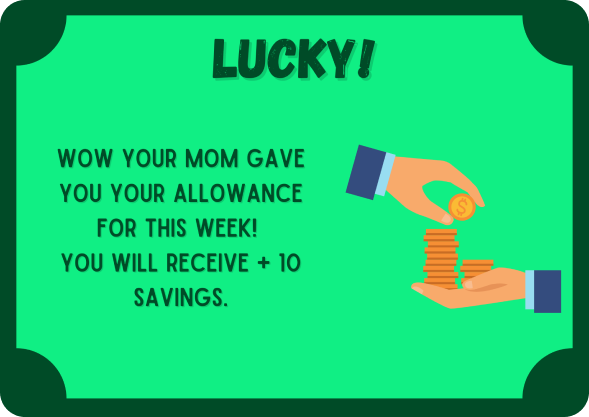 LUCKY!
WOW YOUR MOM GAVE
YOU YOUR ALLOWANCE
FOR THIS WEEK!
YOU WILL RECEIVE + 10
SAVINGS.
$